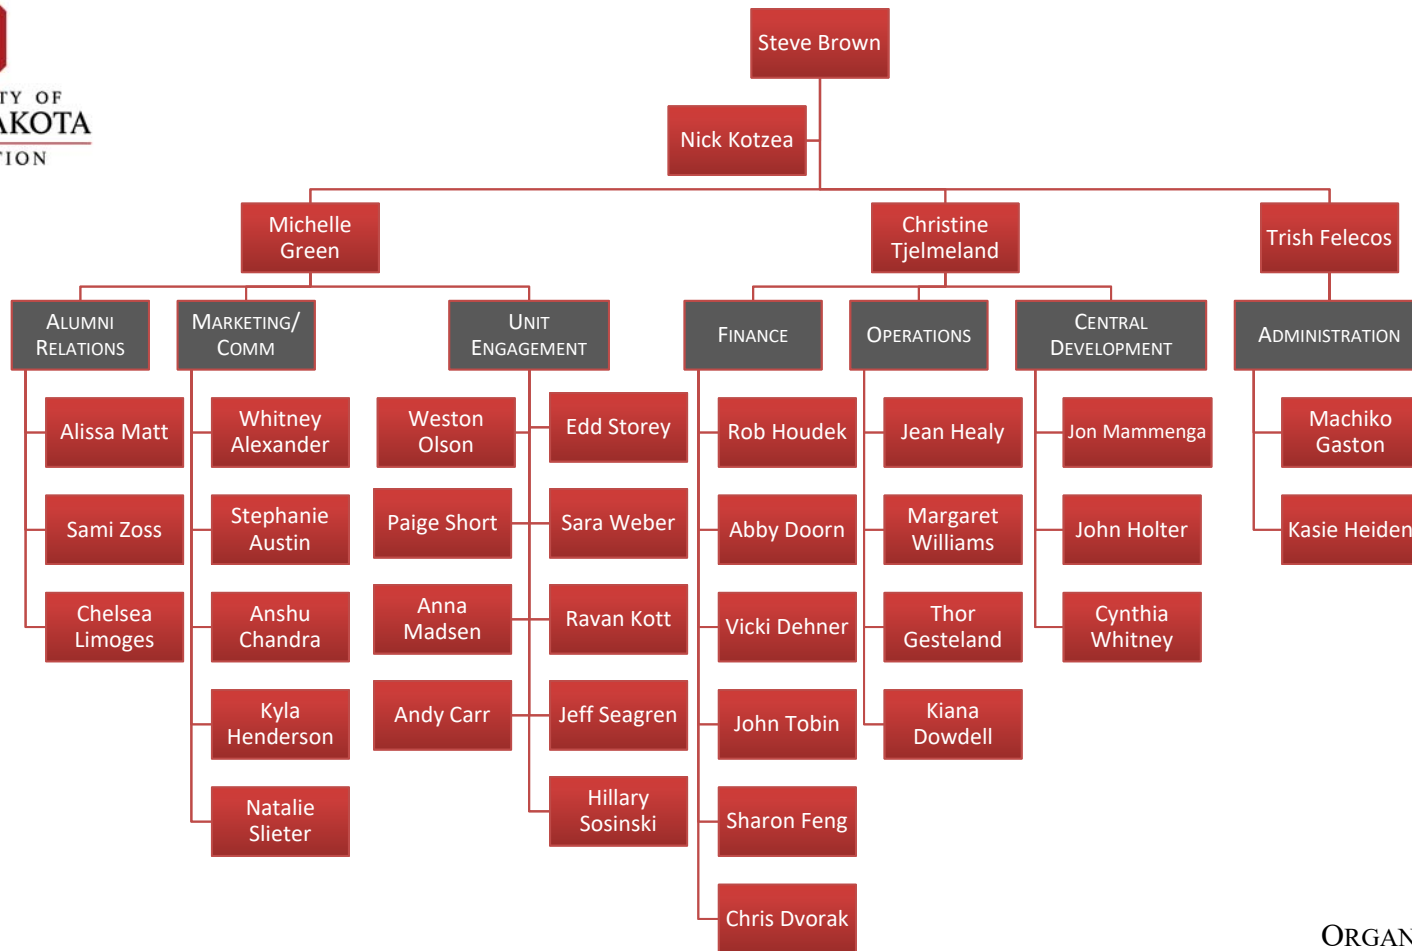 TY OF
AKOTA
TION
Steve Brown
Nick Kotzea
Michelle
Green
Christine
Tjelmeland
Trish Felecos
ALUMNI
RELATIONS
MARKETING/
COMM
UNIT
ENGAGEMENT
FINANCE
OPERATIONS
CENTRAL
DEVELOPMENT
ADMINISTRATION
Alissa Matt
Sami Zoss
Chelsea
Limoges
Whitney
Alexander
Stephanie
Austin
Anshu
Chandra
Kyla
Henderson
Natalie
Slieter
Weston
Olson
Edd Storey
Paige Short
Sara Weber
Anna
Madsen
Ravan Kott
Andy Carr
Jeff Seagren
Hillary
Sosinski
Rob Houdek
Abby Doorn
Vicki Dehner
John Tobin
Sharon Feng
Chris Dvorak
Jean Healy
Margaret
Williams
Thor
Gesteland
Kiana
Dowdell
Jon Mammenga
John Holter
Cynthia
Whitney
Machiko
Gaston
Kasie Heiden
ORGAN